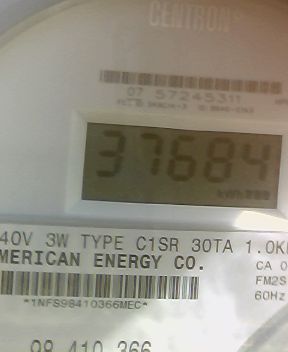 CENTRON
07 57245311
37684
kWh
40V 3W TYPE C1SR 30TA 1.0K
MERICAN ENERGY CO.
CA 0
FM2S
60Hz
*1NFS98410366MEC*
98 410 366